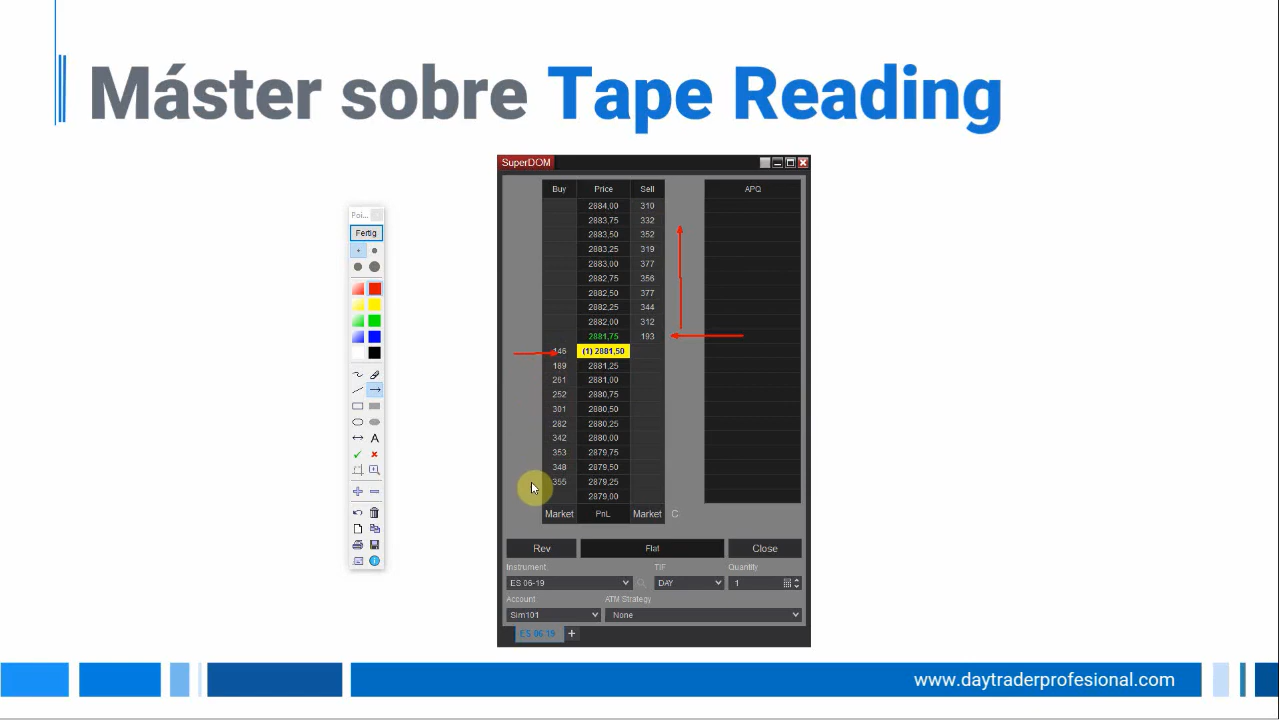 Máster sobre Tape Reading
SuperDOM
Poi...
Fertig
Buy Price Sell APQ
2884,00 310
2883,75 332
2883,50 352
2883,25 319
2883,00 377
2882,75 356
2882,50 377
2882,25 344
2882,00 312
2881,75 193
146 (1) 2881,50
189 2881,25
261 2881,00
252 2880,75
301 2880,50
282 2880,25
342 2880,00
353 2879,75
348 2879,50
355 2879,25
2879,00
Market PnL Market C
Rev Flat Close
Instrument TIF Quantity
ES 06-19 DAY 1
Account ATM Strategy
Sim101 None
ES 06-19 +
A
www.daytraderprofesional.com